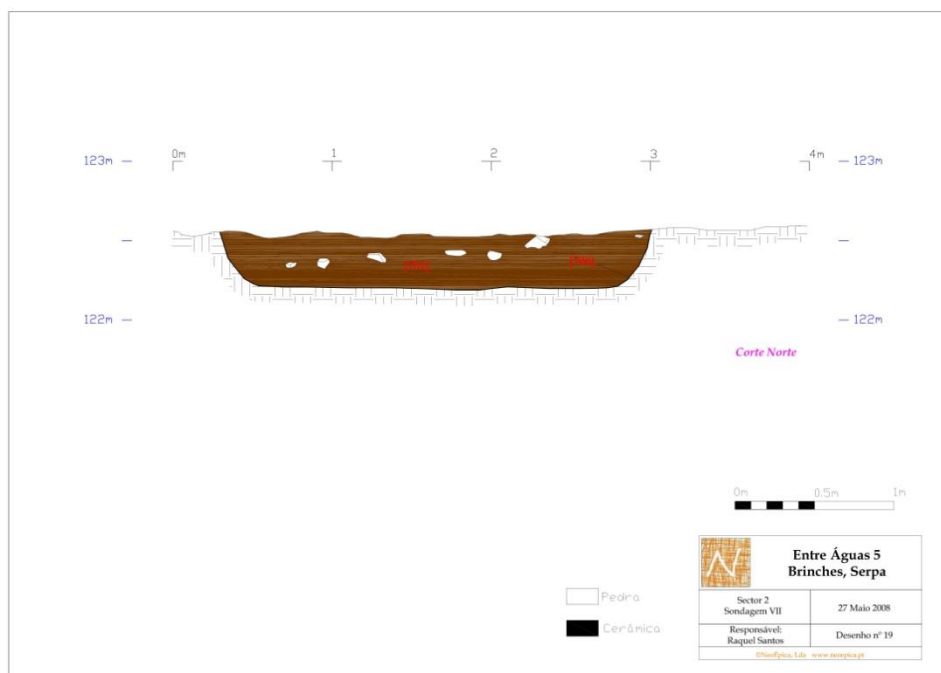 0m 1 2 3 4m
123m 123m
122m 122m
Corte Norte
0m 0.5m 1m
Entre Águas 5
Brinches, Serpa
Sector 2
Sondagem VII
27 Maio 2008
Responsável:
Raquel Santos
Desenho nº 19
©NeoÉpica, Lda www.neoepica.pt
Pedra
Cerâmica